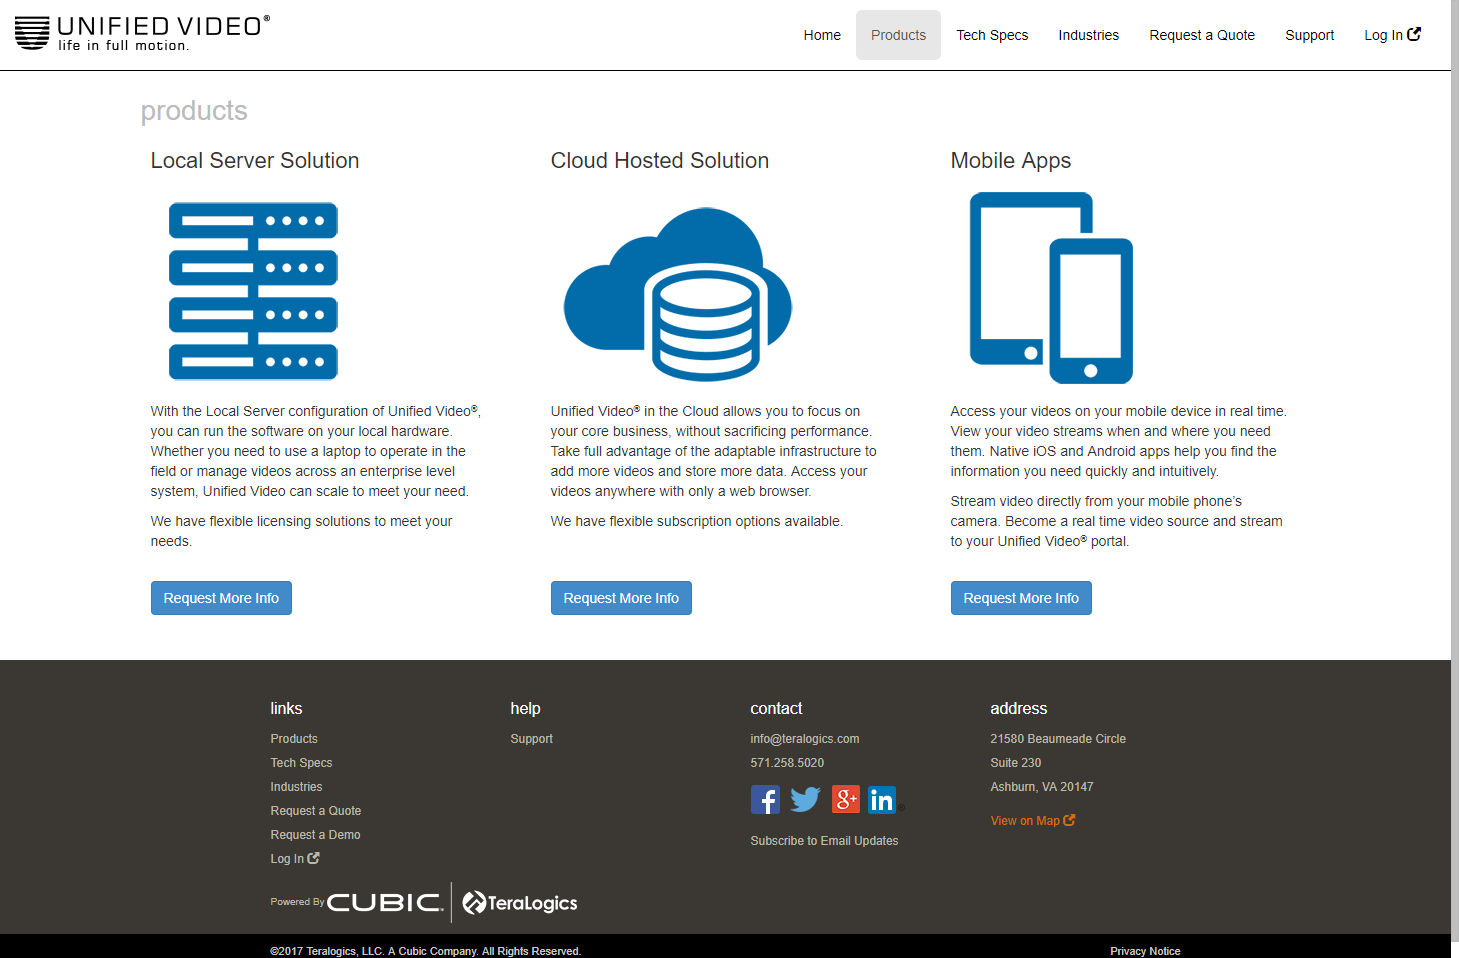 UNIFIED VIDEO®
life in full motion.
Home Products Tech Specs Industries Request a Quote Support Log In
products
Local Server Solution
With the Local Server configuration of Unified Video®,
you can run the software on your local hardware.
Whether you need to use a laptop to operate in the
field or manage videos across an enterprise level
system, Unified Video can scale to meet your need.
We have flexible licensing solutions to meet your
needs.
Request More Info
Cloud Hosted Solution
Unified Video® in the Cloud allows you to focus on
your core business, without sacrificing performance.
Take full advantage of the adaptable infrastructure to
add more videos and store more data. Access your
videos anywhere with only a web browser.
We have flexible subscription options available.
Request More Info
Mobile Apps
Access your videos on your mobile device in real time.
View your video streams when and where you need
them. Native iOS and Android apps help you find the
information you need quickly and intuitively.
Stream video directly from your mobile phone’s
camera. Become a real time video source and stream
to your Unified Video® portal.
Request More Info
links
Products
Tech Specs
Industries
Request a Quote
Request a Demo
Log In
help
Support
contact
info@teralogics.com
571.258.5020
f g+ in ®
Subscribe to Email Updates
address
21580 Beaumeade Circle
Suite 230
Ashburn, VA 20147
View on Map
Powered By CUBIC TeraLogics
©2017 Teralogics, LLC. A Cubic Company. All Rights Reserved.
Privacy Notice